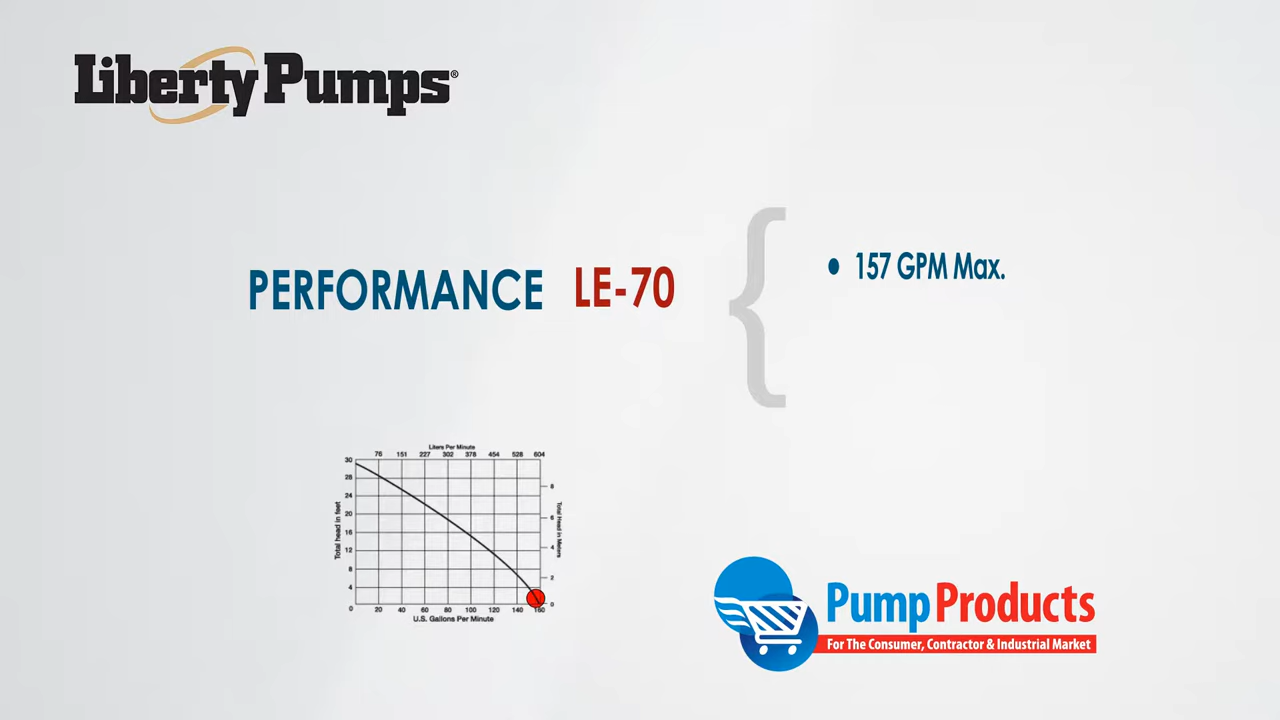 Liberty Pumps®
PERFORMANCE LE-70
• 157 GPM Max.
Liters Per Minute
76 151 227 302 378 454 528 604
30
28
24
20
16
12
8
4
0
Total head in feet
8
6
4
2
0
Total Head in Meters
20 40 60 80 100 120 140 160
U.S. Gallons Per Minute
Pump Products
For The Consumer, Contractor & Industrial Market